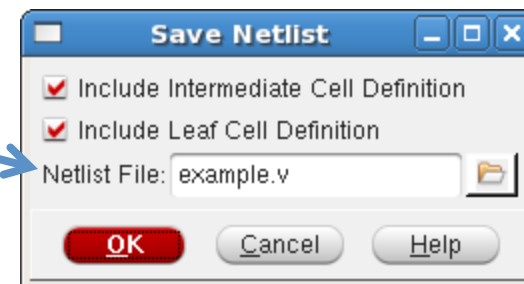 Save Netlist
Include Intermediate Cell Definition
Include Leaf Cell Definition
Netlist File: example.v
OK Cancel Help